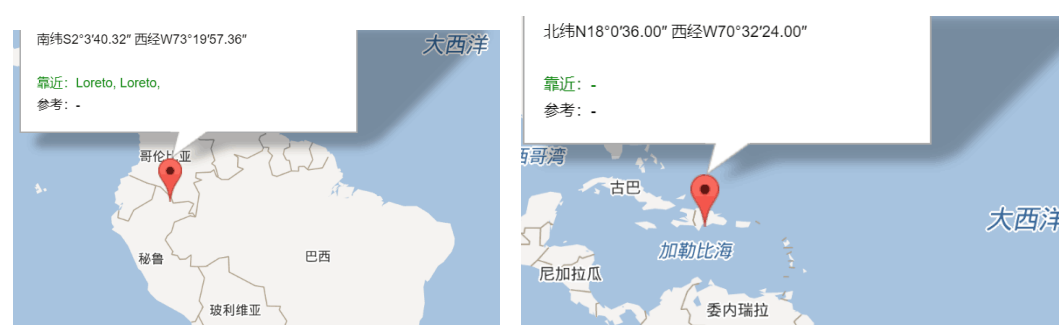 南纬S2°3′40.32″ 西经W73°19′57.36″
大西洋
靠近：Loreto, Loreto,
参考：-
哥伦比亚
秘鲁
巴西
玻利维亚
北纬N18°0′36.00″ 西经W70°32′24.00″
靠近：-
参考：-
西哥湾
古巴
大西洋
加勒比海
尼加拉瓜
委内瑞拉